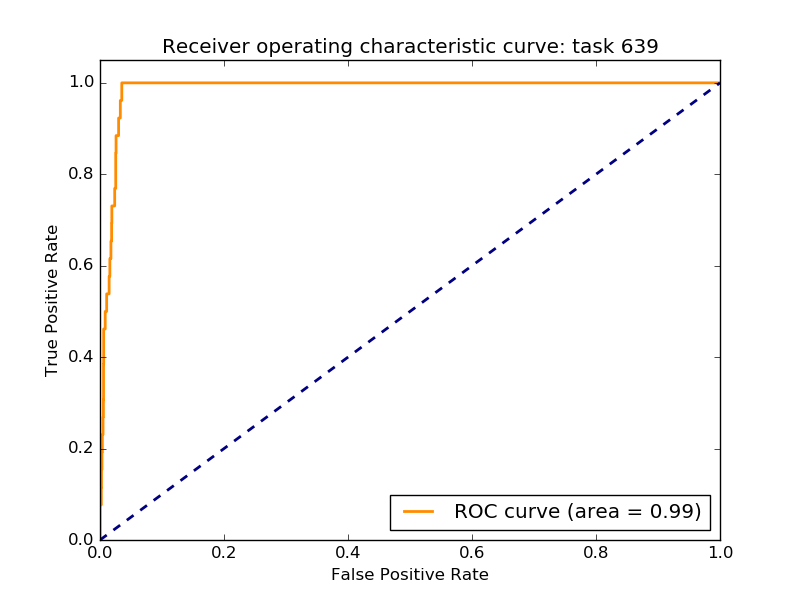 Receiver operating characteristic curve: task 639
1.0
0.8
0.6
0.4
0.2
0.0
True Positive Rate
ROC curve (area = 0.99)
0.0 0.2 0.4 0.6 0.8 1.0
False Positive Rate